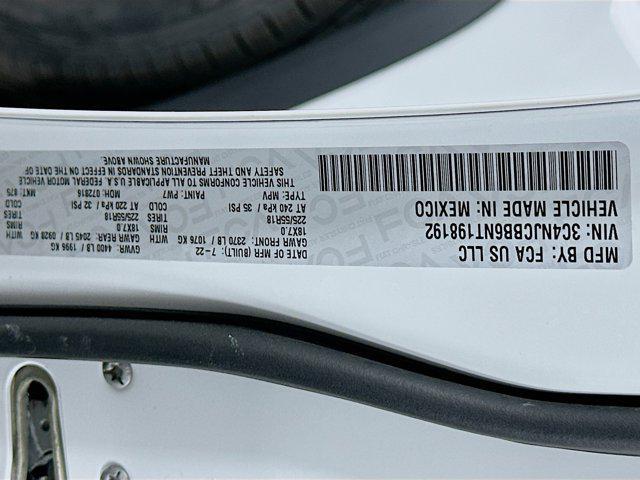 MFD BY: FCA US LLC
VIN: 3C4NJCBB6NT198192
VEHICLE MADE IN: MEXICO
DATE OF MFR (BUILT): 7-22 GVWR: 4400 LB 1996 KG
GAWR FRONT: 2370 LB 1076 KG GAWR REAR: 2045 LB 0928 KG
18X7.0 18X7.0
225/55R18 TIRES 225/55R18 TIRES
AT 240 kPa / 35 PSI COLD AT 220 kPa / 32 PSI COLD
TYPE: MPV PAINT: PW7 MDH: 072816 MKT: 875
THIS VEHICLE CONFORMS TO ALL APPLICABLE U.S.A. FEDERAL MOTOR VEHICLE
SAFETY AND THEFT PREVENTION STANDARDS IN EFFECT ON THE DATE OF
MANUFACTURE SHOWN ABOVE.